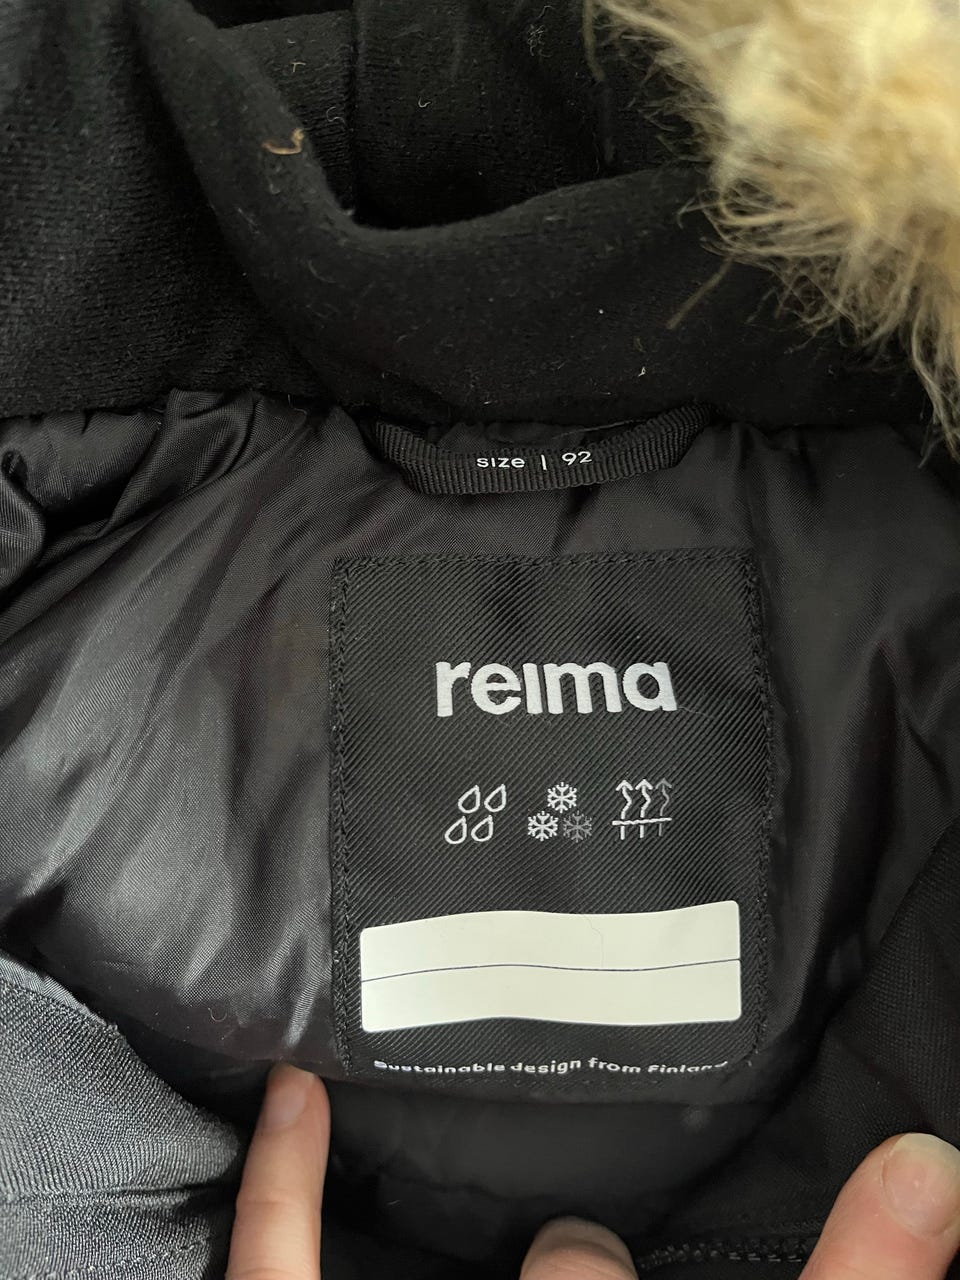 size | 92
reima
Sustainable design from Finland